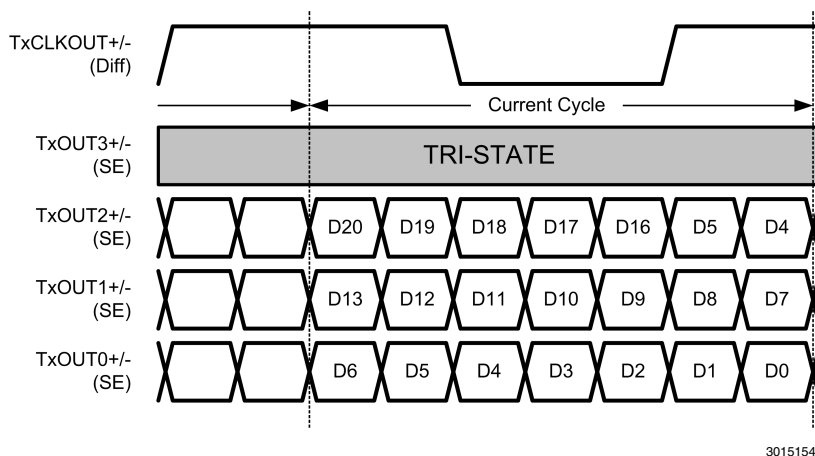 TxCLKOUT+/-
(Diff)
Current Cycle
TxOUT3+/-
(SE)
TRI-STATE
TxOUT2+/-
(SE)
D20 D19 D18 D17 D16 D5 D4
TxOUT1+/-
(SE)
D13 D12 D11 D10 D9 D8 D7
TxOUT0+/-
(SE)
D6 D5 D4 D3 D2 D1 D0
3015154